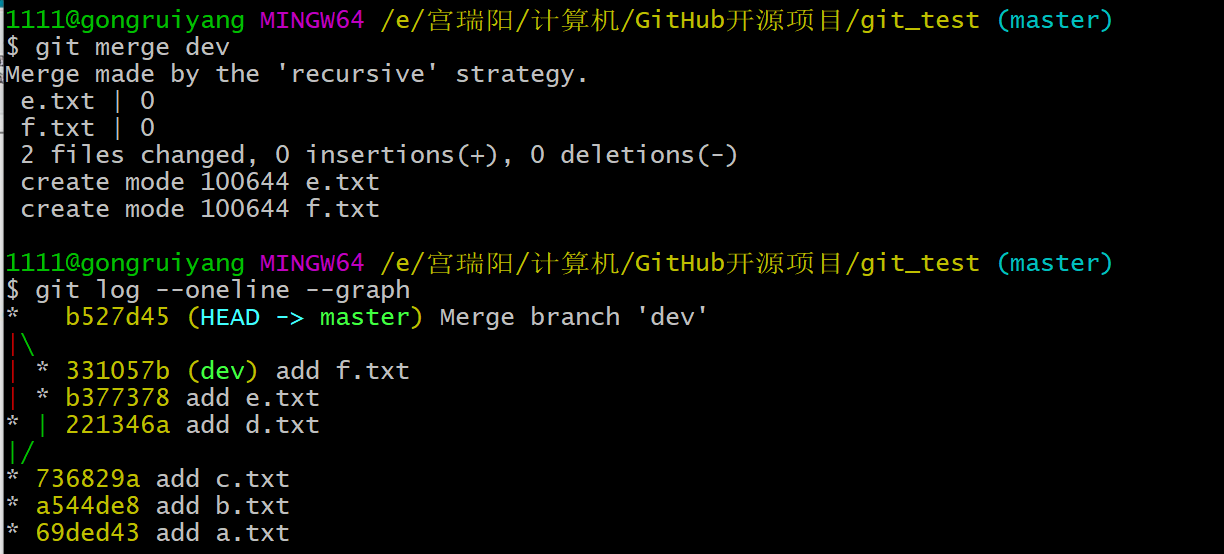 1111@gongruiyang MINGW64 /e/宫瑞阳/计算机/GitHub开源项目/git_test (master)
$ git merge dev
Merge made by the 'recursive' strategy.
 e.txt | 0
 f.txt | 0
 2 files changed, 0 insertions(+), 0 deletions(-)
 create mode 100644 e.txt
 create mode 100644 f.txt

1111@gongruiyang MINGW64 /e/宫瑞阳/计算机/GitHub开源项目/git_test (master)
$ git log --oneline --graph
*   b527d45 (HEAD -> master) Merge branch 'dev'
|\
| * 331057b (dev) add f.txt
| * b377378 add e.txt
* | 221346a add d.txt
|/
* 736829a add c.txt
* a544de8 add b.txt
* 69ded43 add a.txt